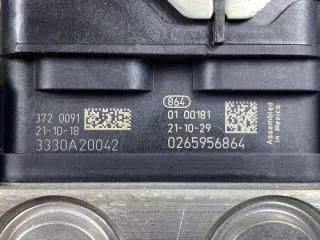 864
372 0091
01 00181
21-10-18
21-10-29
3330A20042
0265956864
Assembled
in Mexico